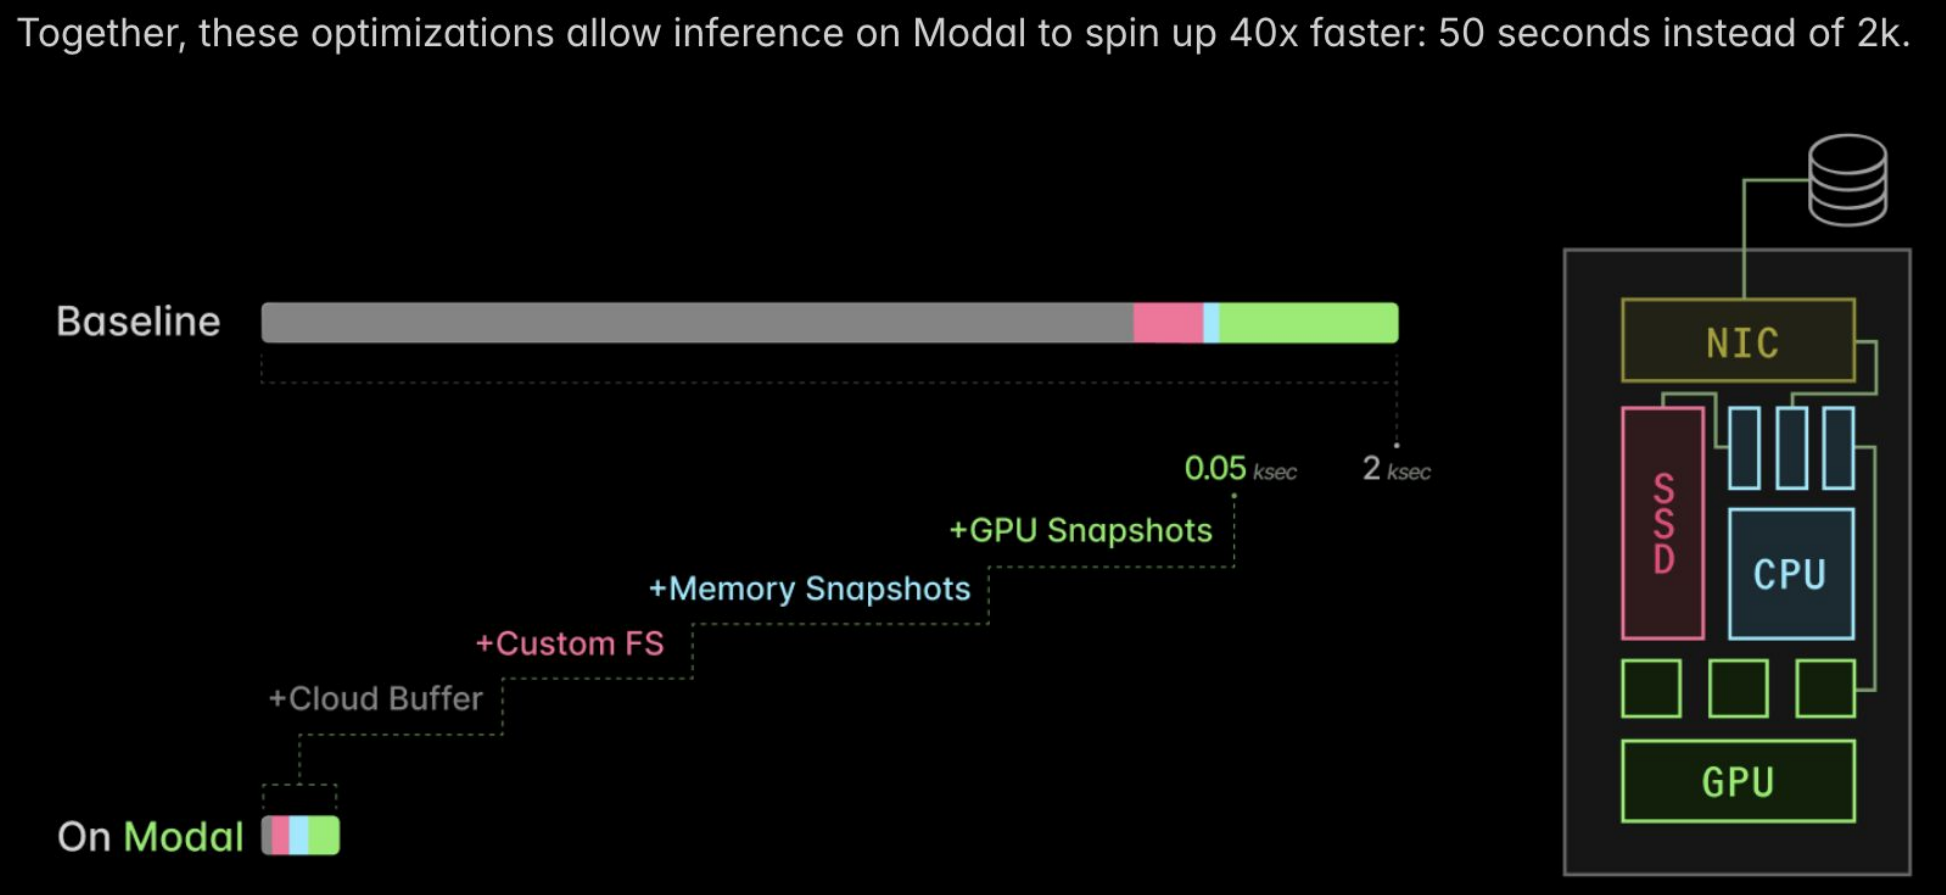 Together, these optimizations allow inference on Modal to spin up 40x faster: 50 seconds instead of 2k.
Baseline
0.05 ksec
2 ksec
+GPU Snapshots
+Memory Snapshots
+Custom FS
+Cloud Buffer
On Modal
NIC
SSD
CPU
GPU